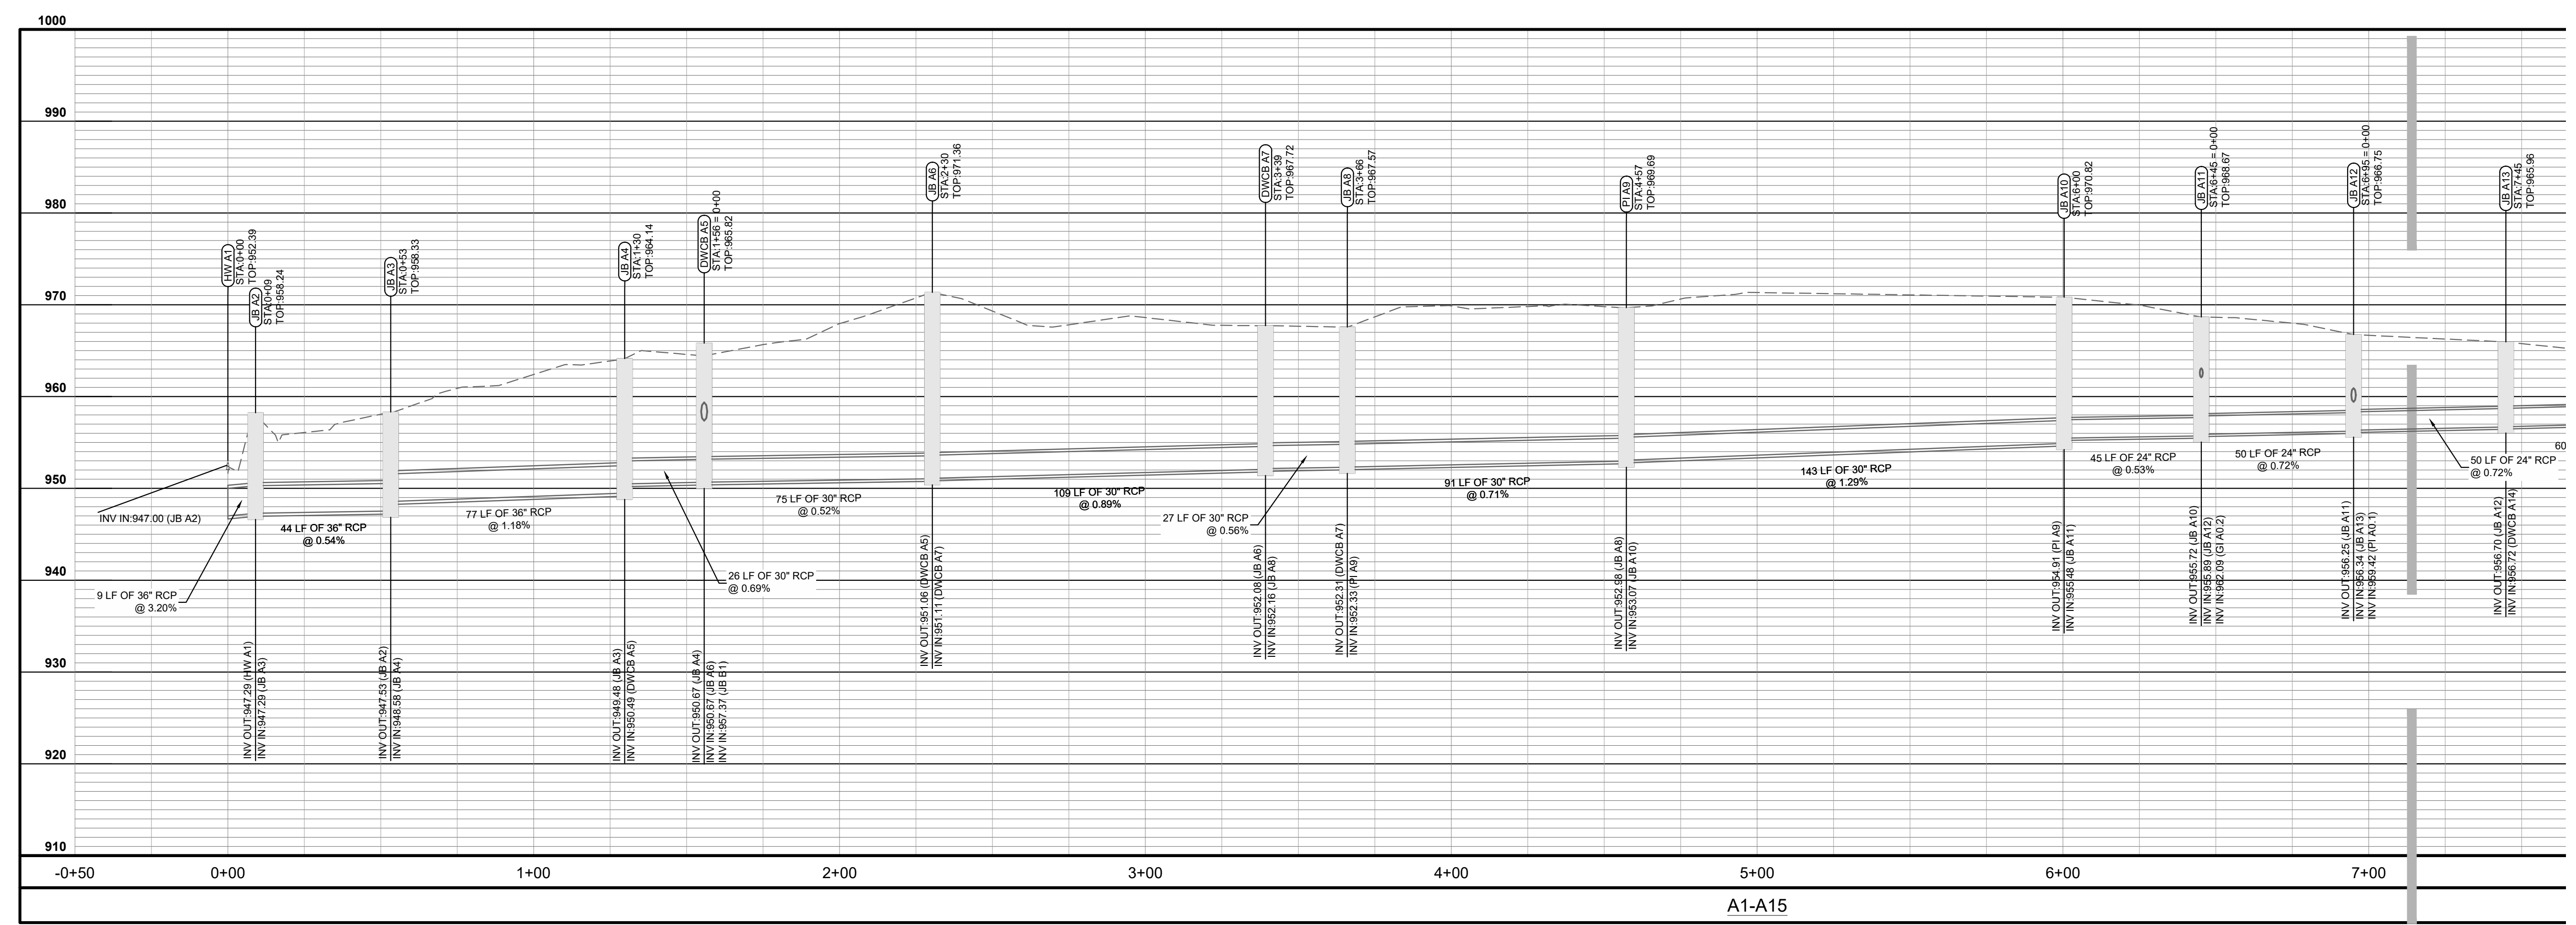 1000
990
980
970
960
950
940
930
920
910
HW A1
STA:0+00
TOP:952.39
JB A2
STA:0+09
TOP:958.24
JB A3
STA:0+53
TOP:958.33
JB A4
STA:1+30
TOP:964.14
DWCB A5
STA:1+56 = 0+00
TOP:965.82
JB A6
STA:2+30
TOP:971.36
DWCB A7
STA:3+39
TOP:967.72
JB A8
STA:3+66
TOP:967.57
PI A9
STA:4+57
TOP:969.69
JB A10
STA:6+00
TOP:970.82
JB A11
STA:6+45 = 0+00
TOP:968.67
JB A12
STA:6+95 = 0+00
TOP:966.75
JB A13
STA:7+45
TOP:965.96
INV IN:947.00 (JB A2)
9 LF OF 36" RCP
@ 3.20%
44 LF OF 36" RCP
@ 0.54%
77 LF OF 36" RCP
@ 1.18%
26 LF OF 30" RCP
@ 0.69%
75 LF OF 30" RCP
@ 0.52%
109 LF OF 30" RCP
@ 0.89%
27 LF OF 30" RCP
@ 0.56%
91 LF OF 30" RCP
@ 0.71%
143 LF OF 30" RCP
@ 1.29%
45 LF OF 24" RCP
@ 0.53%
50 LF OF 24" RCP
@ 0.72%
50 LF OF 24" RCP
@ 0.72%
60
INV OUT:947.29 (HW A1)
INV IN:947.29 (JB A3)
INV OUT:947.53 (JB A2)
INV IN:948.58 (JB A4)
INV OUT:949.48 (JB A3)
INV IN:950.49 (DWCB A5)
INV OUT:950.67 (JB A4)
INV IN:950.67 (JB A6)
INV IN:957.37 (JB B1)
INV OUT:951.06 (DWCB A5)
INV IN:951.11 (DWCB A7)
INV OUT:952.08 (JB A6)
INV IN:952.16 (JB A8)
INV OUT:952.31 (DWCB A7)
INV IN:952.33 (PI A9)
INV OUT:952.98 (JB A8)
INV IN:953.07 (JB A10)
INV OUT:954.91 (PI A9)
INV IN:955.48 (JB A11)
INV OUT:955.72 (JB A10)
INV IN:955.89 (JB A12)
INV IN:962.09 (GI A0.2)
INV OUT:956.25 (JB A11)
INV IN:956.34 (JB A13)
INV IN:959.42 (PI A0.1)
INV OUT:956.70 (JB A12)
INV IN:956.72 (DWCB A14)
-0+50
0+00
1+00
2+00
3+00
4+00
5+00
6+00
7+00
A1-A15